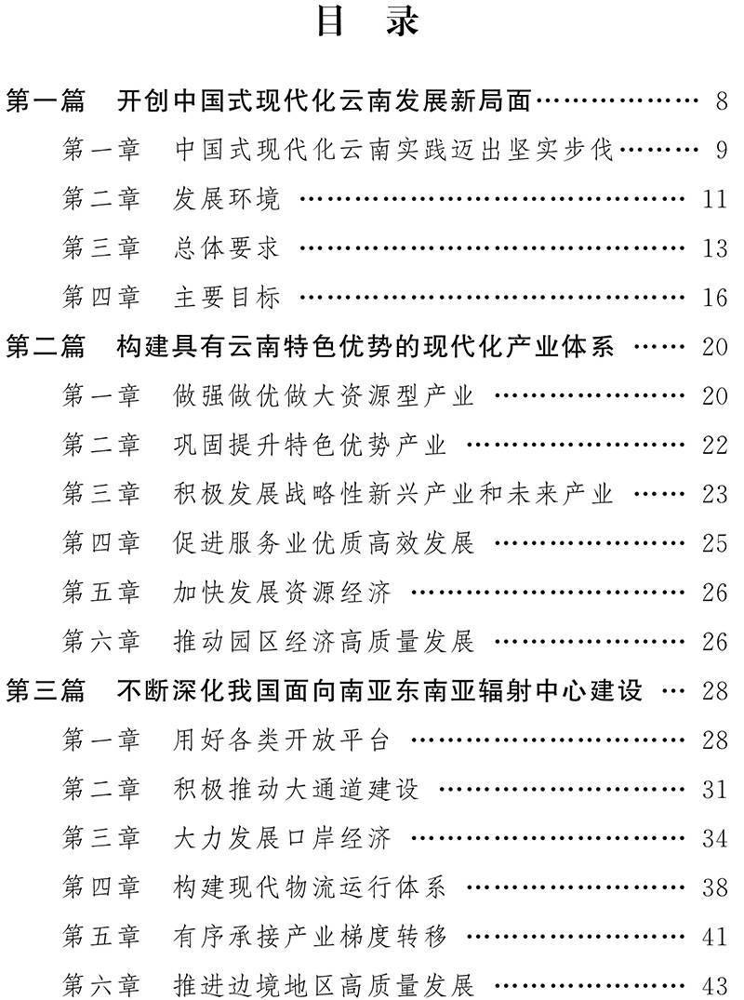 目 录
第一篇 开创中国式现代化云南发展新局面……………… 8
第一章 中国式现代化云南实践迈出坚实步伐……… 9
第二章 发展环境 …………………………………… 11
第三章 总体要求 …………………………………… 13
第四章 主要目标 …………………………………… 16
第二篇 构建具有云南特色优势的现代化产业体系 …… 20
第一章 做强做优做大资源型产业 ………………… 20
第二章 巩固提升特色优势产业 …………………… 22
第三章 积极发展战略性新兴产业和未来产业 …… 23
第四章 促进服务业优质高效发展 ………………… 25
第五章 加快发展资源经济 ………………………… 26
第六章 推动园区经济高质量发展 ………………… 26
第三篇 不断深化我国面向南亚东南亚辐射中心建设 … 28
第一章 用好各类开放平台 ………………………… 28
第二章 积极推动大通道建设 ……………………… 31
第三章 大力发展口岸经济 ………………………… 34
第四章 构建现代物流运行体系 …………………… 38
第五章 有序承接产业梯度转移 …………………… 41
第六章 推进边境地区高质量发展 ………………… 43